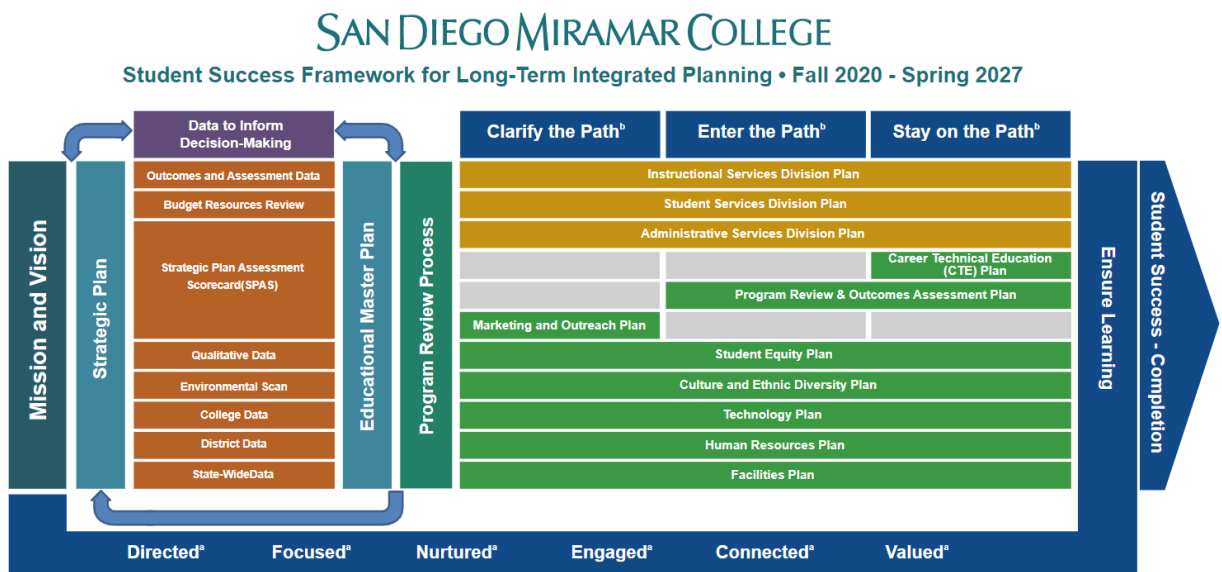 SAN DIEGO MIRAMAR COLLEGE
Student Success Framework for Long-Term Integrated Planning • Fall 2020 - Spring 2027
Mission and Vision
Strategic Plan
Data to Inform
Decision-Making
Outcomes and Assessment Data
Budget Resources Review
Strategic Plan Assessment
Scorecard(SPAS)
Qualitative Data
Environmental Scan
College Data
District Data
State-WideData
Educational Master Plan
Program Review Process
Clarify the Pathᵇ
Enter the Pathᵇ
Stay on the Pathᵇ
Instructional Services Division Plan
Student Services Division Plan
Administrative Services Division Plan
Career Technical Education
(CTE) Plan
Program Review & Outcomes Assessment Plan
Marketing and Outreach Plan
Student Equity Plan
Culture and Ethnic Diversity Plan
Technology Plan
Human Resources Plan
Facilities Plan
Ensure Learning
Student Success - Completion
Directedᵃ Focusedᵃ Nurturedᵃ Engagedᵃ Connectedᵃ Valuedᵃ